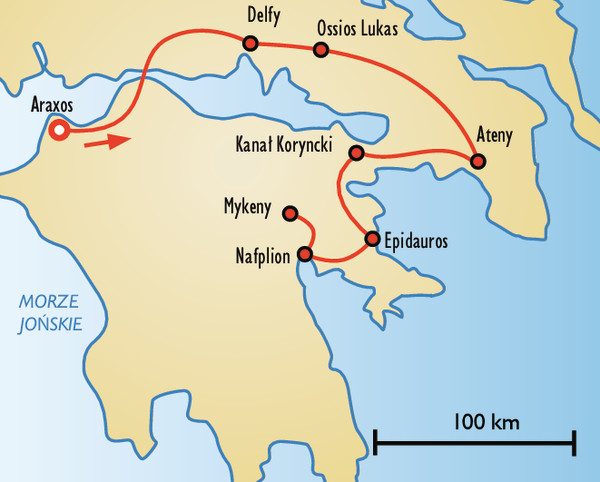 Delfy
Ossios Lukas
Araxos
Ateny
Kanał Koryncki
Mykeny
Epidauros
Nafplion
MORZE
JOŃSKIE
100 km